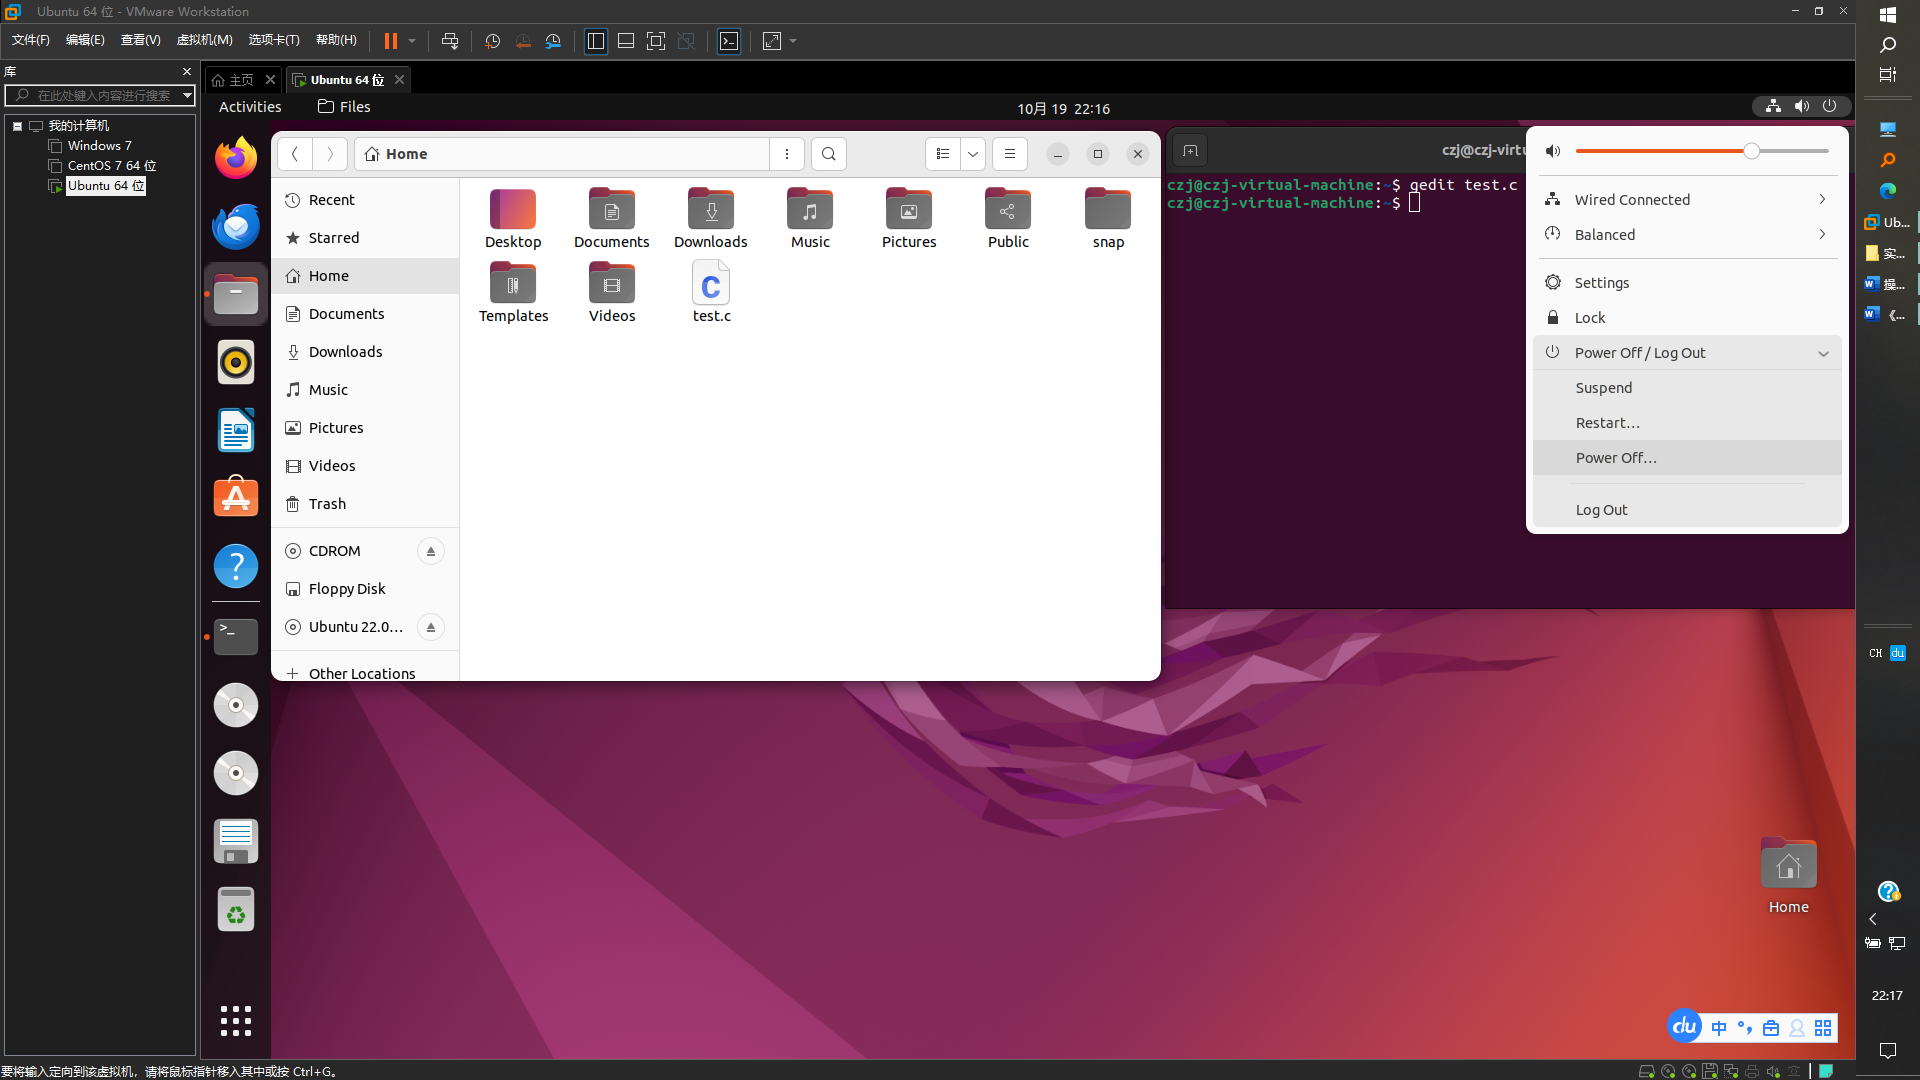 Ubuntu 64 位 - VMware Workstation
文件(F) 编辑(E) 查看(V) 虚拟机(M) 选项卡(T) 帮助(H)
库
在此处键入内容进行搜索
我的计算机
Windows 7
CentOS 7 64 位
Ubuntu 64 位
主页
Ubuntu 64 位
Activities
Files
10月 19 22:16
Home
Recent
Starred
Home
Documents
Downloads
Music
Pictures
Videos
Trash
CDROM
Floppy Disk
Ubuntu 22.0...
Other Locations
Desktop
Documents
Downloads
Music
Pictures
Public
snap
Templates
Videos
test.c
czj@czj-virtu
czj@czj-virtual-machine:~$ gedit test.c
czj@czj-virtual-machine:~$
Wired Connected
Balanced
Settings
Lock
Power Off / Log Out
Suspend
Restart...
Power Off...
Log Out
Home
du 中
Ub...
实...
操...
《...
CH du
22:17
要将输入定向到该虚拟机，请将鼠标指针移入其中或按 Ctrl+G。